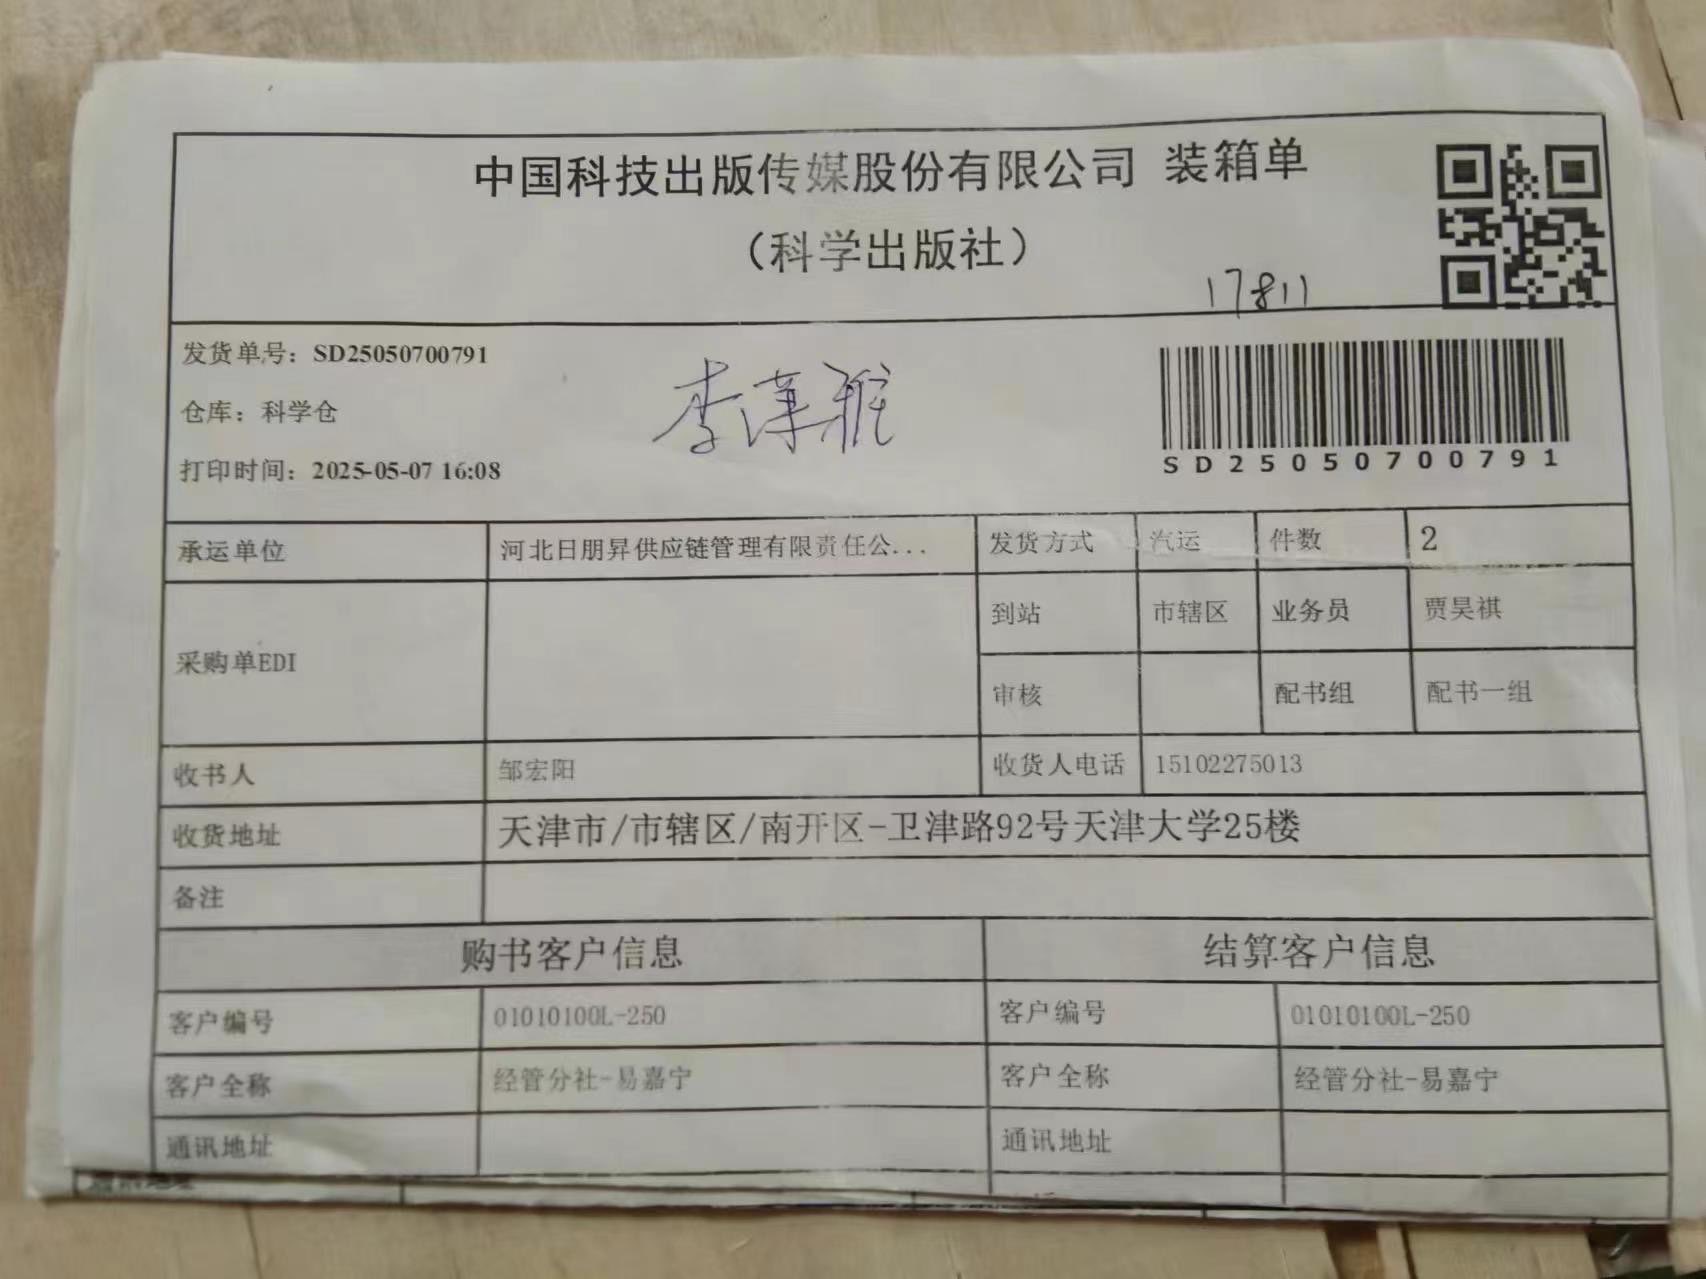 中国科技出版传媒股份有限公司 装箱单
（科学出版社）
17811
发货单号：SD25050700791
仓库：科学仓
打印时间：2025-05-07 16:08
SD25050700791
承运单位 河北日朋昇供应链管理有限责任公... 发货方式 汽运 件数 2
采购单EDI 到站 市辖区 业务员 贾昊祺
审核 配书组 配书一组
收书人 邹宏阳 收货人电话 15102275013
收货地址 天津市/市辖区/南开区-卫津路92号天津大学25楼
备注
购书客户信息 结算客户信息
客户编号 01010100L-250 客户编号 01010100L-250
客户全称 经管分社-易嘉宁 客户全称 经管分社-易嘉宁
通讯地址 通讯地址